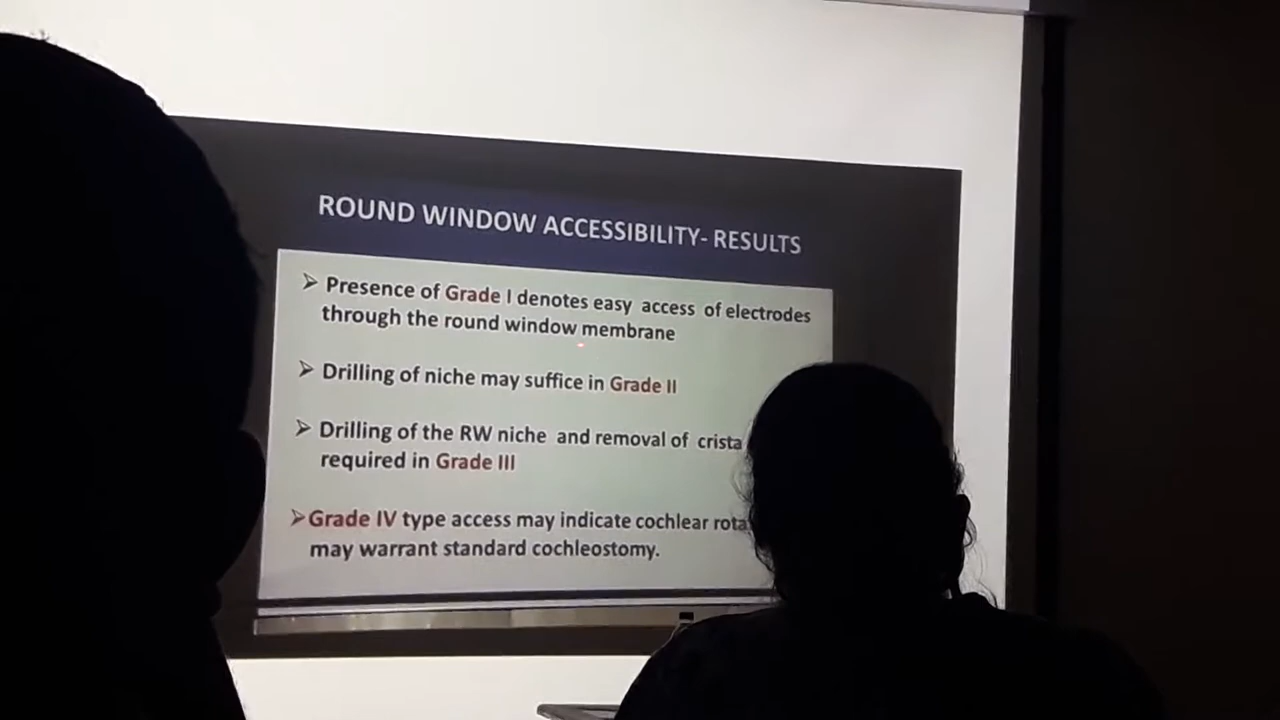 ROUND WINDOW ACCESSIBILITY- RESULTS
➢ Presence of Grade I denotes easy access of electrodes
through the round window membrane
➢ Drilling of niche may suffice in Grade II
➢ Drilling of the RW niche and removal of crista
required in Grade III
➢Grade IV type access may indicate cochlear
may warrant standard cochleostomy.